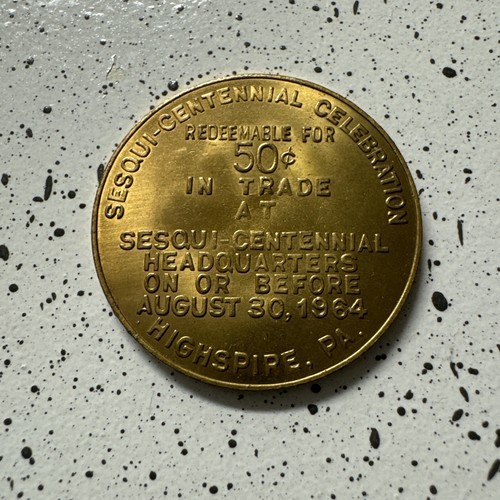 SESQUI-CENTENNIAL CELEBRATION
REDEEMABLE FOR
50¢
IN TRADE
AT
SESQUI-CENTENNIAL
HEADQUARTERS
ON OR BEFORE
AUGUST 30, 1964
HIGHSPIRE, PA.